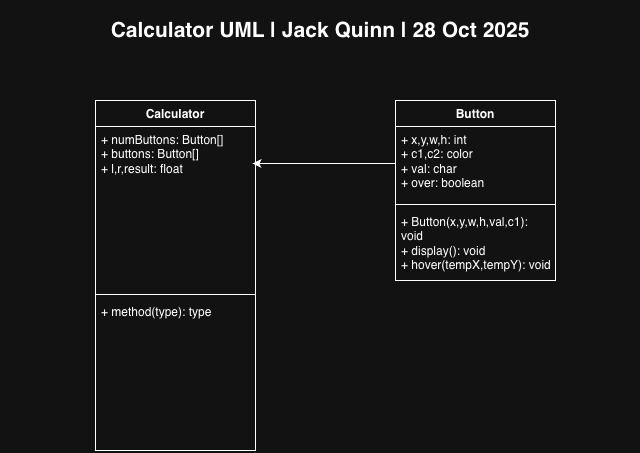 Calculator UML | Jack Quinn | 28 Oct 2025
Calculator
+ numButtons: Button[]
+ buttons: Button[]
+ l,r,result: float
+ method(type): type
Button
+ x,y,w,h: int
+ c1,c2: color
+ val: char
+ over: boolean
+ Button(x,y,w,h,val,c1):
void
+ display(): void
+ hover(tempX,tempY): void